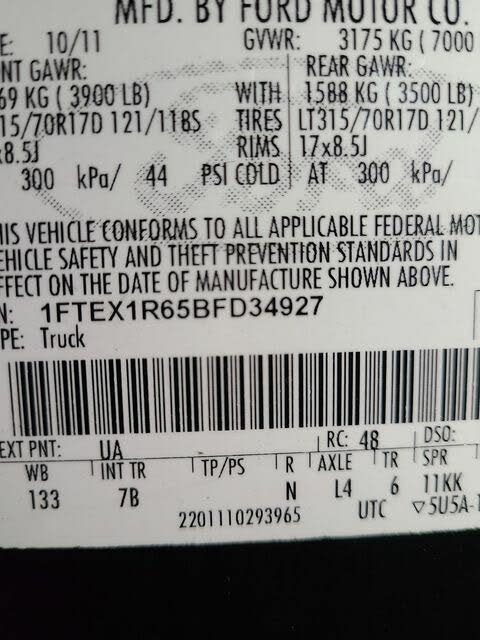 MFD. BY FORD MOTOR CO.
E: 10/11 GVWR: 3175 KG ( 7000
NT GAWR: REAR GAWR:
69 KG ( 3900 LB) WITH 1588 KG ( 3500 LB)
15/70R17D 121/118S TIRES LT315/70R17D 121/
x8.5J RIMS 17x8.5J
300 kPa/ 44 PSI COLD AT 300 kPa/
HIS VEHICLE CONFORMS TO ALL APPLICABLE FEDERAL MOT
EHICLE SAFETY AND THEFT PREVENTION STANDARDS IN
FFECT ON THE DATE OF MANUFACTURE SHOWN ABOVE.
N: 1FTEX1R65BFD34927
PE: Truck
EXT PNT: UA RC: 48 DSO:
WB INT TR TP/PS R AXLE TR SPR
133 7B N L4 6 11KK
2201110293965 UTC ▽5U5A-1